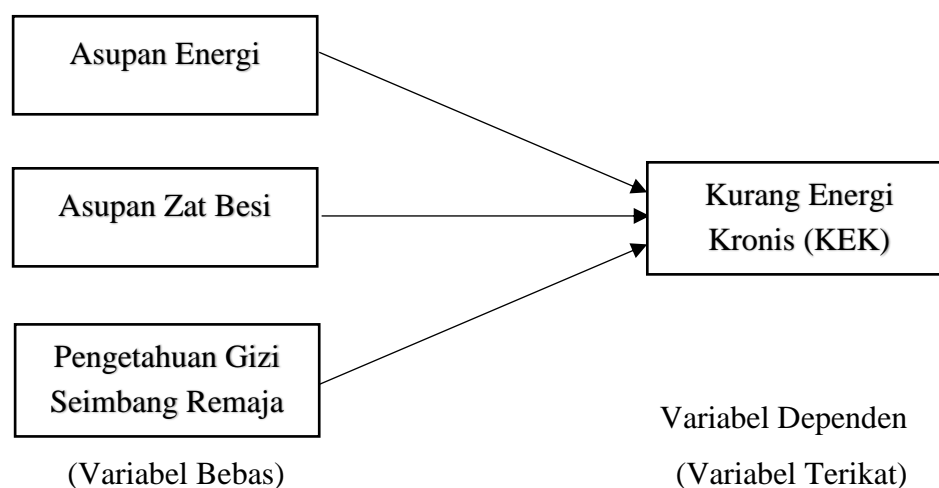 Asupan Energi
Asupan Zat Besi
Pengetahuan Gizi
Seimbang Remaja
(Variabel Bebas)
Kurang Energi
Kronis (KEK)
Variabel Dependen
(Variabel Terikat)